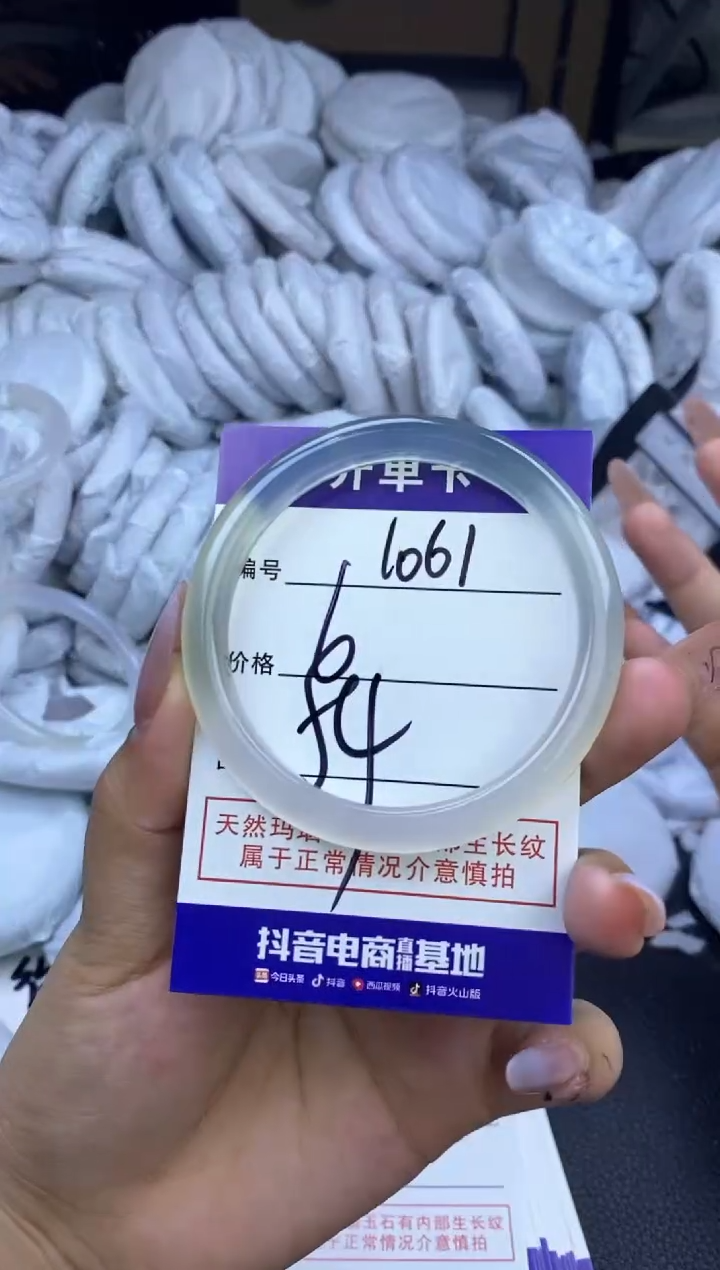 开单卡
编号 1061
价格 6
54
天然玛 部生长纹
属于正常情况介意慎拍
抖音电商直播基地
今日头条 抖音 西瓜视频 抖音火山版
玉石有内部生长纹
正常情况介意慎拍